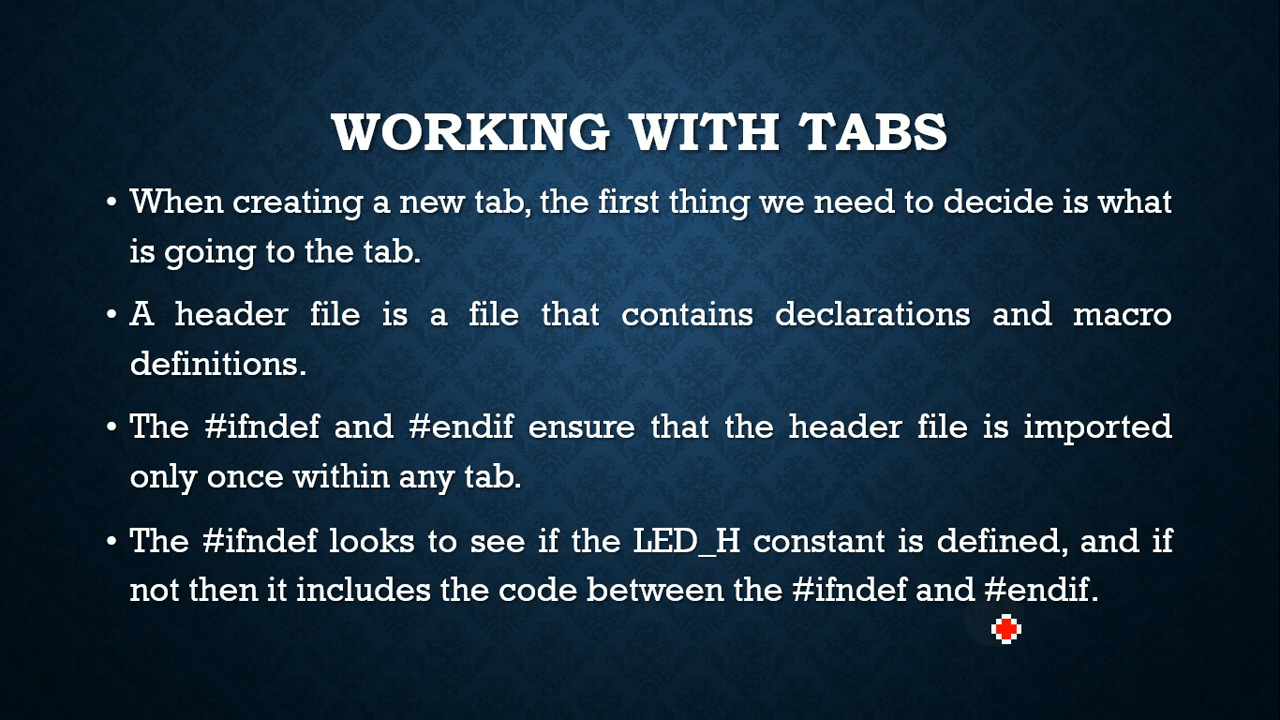 WORKING WITH TABS
• When creating a new tab, the first thing we need to decide is what
is going to the tab.
• A header file is a file that contains declarations and macro
definitions.
• The #ifndef and #endif ensure that the header file is imported
only once within any tab.
• The #ifndef looks to see if the LED_H constant is defined, and if
not then it includes the code between the #ifndef and #endif.